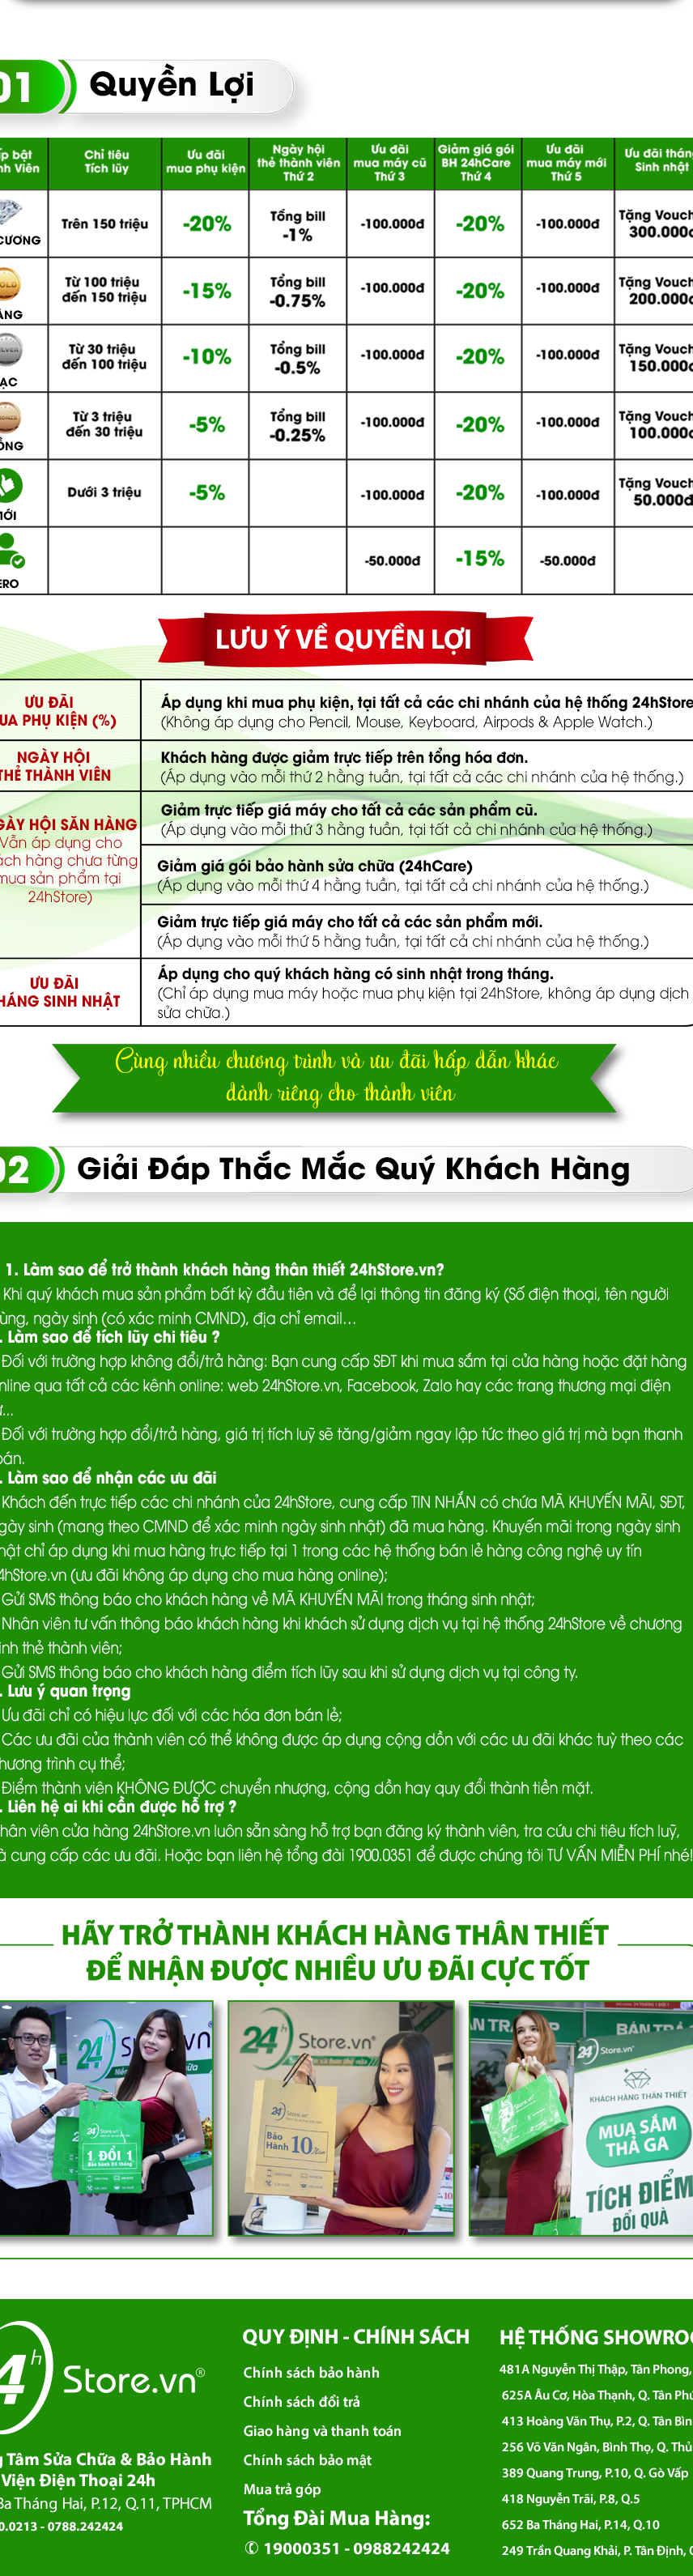 01 Quyền Lợi
Chỉ tiêu
Tích lũy
Ưu đãi
mua phụ kiện
Ngày hội
thẻ thành viên
Thứ 2
Ưu đãi
mua máy cũ
Thứ 3
Giảm giá gói
BH 24hCare
Thứ 4
Ưu đãi
mua máy mới
Thứ 5
Ưu đãi
Sinh nhật
Trên 150 triệu -20% Tổng bill -1% -100.000đ -20% -100.000đ Tặng 300.000
Từ 100 triệu
đến 150 triệu
-15% Tổng bill -0.75% -100.000đ -20% -100.000đ Tặng 200.000
Từ 30 triệu
đến 100 triệu
-10% Tổng bill -0.5% -100.000đ -20% -100.000đ Tặng 150.000
Từ 3 triệu
đến 30 triệu
-5% Tổng bill -0.25% -100.000đ -20% -100.000đ Tặng 100.000
Dưới 3 triệu -5% -100.000đ -20% -100.000đ Tặng 50.000đ
-50.000đ -15% -50.000đ
LƯU Ý VỀ QUYỀN LỢI
ƯU ĐÃI
PHỤ KIỆN (%)
Áp dụng khi mua phụ kiện, tại tất cả các chi nhánh của hệ thống 24hStore
(Không áp dụng cho Pencil, Mouse, Keyboard, Airpods & Apple Watch.)
NGÀY HỘI
THẺ THÀNH VIÊN
Khách hàng được giảm trực tiếp trên tổng hóa đơn.
(Áp dụng vào mỗi thứ 2 hằng tuần, tại tất cả các chi nhánh của hệ thống.)
HỘI SĂN HÀNG
Vẫn áp dụng cho
hàng chưa từng
mua sản phẩm tại
24hStore)
Giảm trực tiếp giá máy cho tất cả các sản phẩm cũ.
(Áp dụng vào mỗi thứ 3 hằng tuần, tại tất cả chi nhánh của hệ thống.)
Giảm giá gói bảo hành sửa chữa (24hCare)
(Áp dụng vào mỗi thứ 4 hằng tuần, tại tất cả chi nhánh của hệ thống.)
Giảm trực tiếp giá máy cho tất cả các sản phẩm mới.
(Áp dụng vào mỗi thứ 5 hằng tuần, tại tất cả chi nhánh của hệ thống.)
ƯU ĐÃI
SINH NHẬT
Áp dụng cho quý khách hàng có sinh nhật trong tháng.
(Chỉ áp dụng mua máy hoặc mua phụ kiện tại 24hStore, không áp dụng dịch
sửa chữa.)
Cùng nhiều chương trình và ưu đãi hấp dẫn khác
dành riêng cho thành viên
02 Giải Đáp Thắc Mắc Quý Khách Hàng
1. Làm sao để trở thành khách hàng thân thiết 24hStore.vn?
Khi quý khách mua sản phẩm bất kỳ đầu tiên và để lại thông tin đăng ký (Số điện thoại, tên người
ngày sinh (có xác minh CMND), địa chỉ email...
. Làm sao để tích lũy chi tiêu ?
Đối với trường hợp không đổi/trả hàng: Bạn cung cấp SĐT khi mua sắm tại cửa hàng hoặc đặt hàng
qua tất cả các kênh online: web 24hStore.vn, Facebook, Zalo hay các trang thương mại điện
...
Đối với trường hợp đổi/trả hàng, giá trị tích luỹ sẽ tăng/giảm ngay lập tức theo giá trị mà bạn thanh
. Làm sao để nhận các ưu đãi
Khách đến trực tiếp các chi nhánh của 24hStore, cung cấp TIN NHẮN có chứa MÃ KHUYẾN MÃI, SĐT,
sinh (mang theo CMND để xác minh ngày sinh nhật) đã mua hàng. Khuyến mãi trong ngày sinh
chỉ áp dụng khi mua hàng trực tiếp tại 1 trong các hệ thống bán lẻ hàng công nghệ uy tín
hStore.vn (ưu đãi không áp dụng cho mua hàng online);
Gửi SMS thông báo cho khách hàng về MÃ KHUYẾN MÃI trong tháng sinh nhật;
Nhân viên tư vấn thông báo khách hàng khi khách sử dụng dịch vụ tại hệ thống 24hStore về chương
thẻ thành viên;
Gửi SMS thông báo cho khách hàng điểm tích lũy sau khi sử dụng dịch vụ tại công ty.
. Lưu ý quan trọng
Ưu đãi chỉ có hiệu lực đối với các hóa đơn bán lẻ;
Các ưu đãi của thành viên có thể không được áp dụng cộng dồn với các ưu đãi khác tuỳ theo các
trình cụ thể;
Điểm thành viên KHÔNG ĐƯỢC chuyển nhượng, cộng dồn hay quy đổi thành tiền mặt.
. Liên hệ ai khi cần được hỗ trợ ?
viên cửa hàng 24hStore.vn luôn sẵn sàng hỗ trợ bạn đăng ký thành viên, tra cứu chi tiêu tích luỹ,
cung cấp các ưu đãi. Hoặc bạn liên hệ tổng đài 1900.0351 để được chúng tôi TƯ VẤN MIỄN PHÍ nhé!
HÃY TRỞ THÀNH KHÁCH HÀNG THÂN THIẾT
ĐỂ NHẬN ĐƯỢC NHIỀU ƯU ĐÃI CỰC TỐT
24h
1 ĐỔI 1
24h Store.vn
Bảo
Hành 10
24h Store.vn
KHÁCH HÀNG THÂN THIẾT
MUA SẮM
THẢ GA
TÍCH ĐIỂM
ĐỔI QUÀ
4h Store.vn®
Tâm Sửa Chữa & Bảo Hành
Viện Điện Thoại 24h
Ba Tháng Hai, P.12, Q.11, TPHCM
0.0213 - 0788.242424
QUY ĐỊNH - CHÍNH SÁCH
Chính sách bảo hành
Chính sách đổi trả
Giao hàng và thanh toán
Chính sách bảo mật
Mua trả góp
Tổng Đài Mua Hàng:
✆ 19000351 - 0988242424
HỆ THỐNG
481A Nguyễn Thị Thập, Tân Phong,
625A Âu Cơ, Hòa Thạnh, Q. Tân
413 Hoàng Văn Thụ, P.2, Q. Tân
256 Võ Văn Ngân, Bình Thọ, Q. Thủ
389 Quang Trung, P.10, Q. Gò Vấp
418 Nguyễn Trãi, P.8, Q.5
652 Ba Tháng Hai, P.14, Q.10
249 Trần Quang Khải, P. Tân Định,